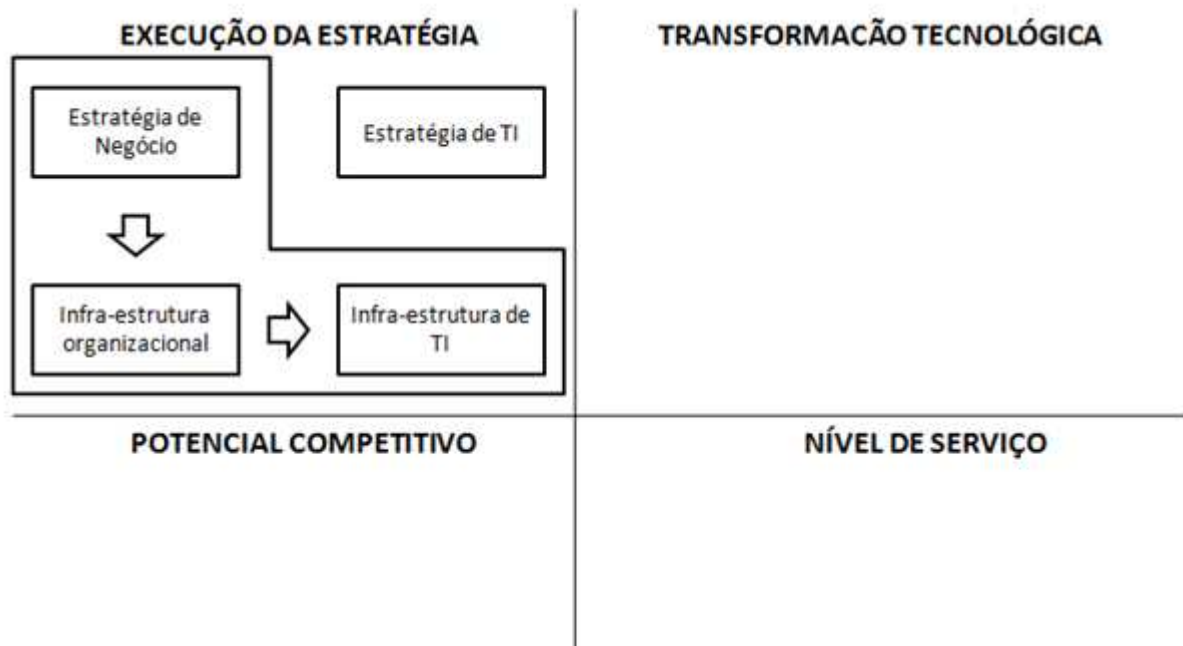 EXECUÇÃO DA ESTRATÉGIA
TRANSFORMACÃO TECNOLÓGICA
Estratégia de
Negócio
Estratégia de TI
Infra-estrutura
organizacional
Infra-estrutura de
TI
POTENCIAL COMPETITIVO
NÍVEL DE SERVIÇO